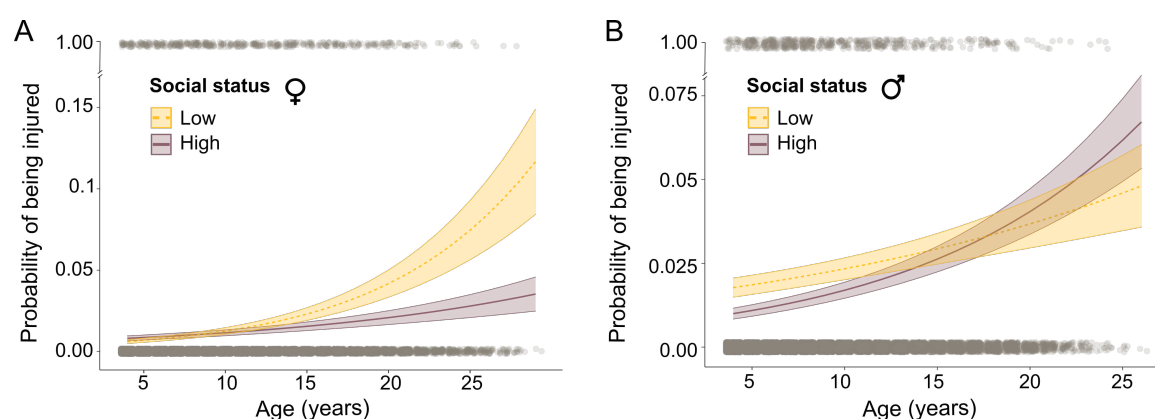 A
1.00
Social status ♀
Low
High
0.15
0.1
0.05
0.00
5 10 15 20 25
Age (years)
Probability of being injured
B
1.00
Social status ♂
Low
High
0.075
0.05
0.025
0.00
5 10 15 20 25
Age (years)
Probability of being injured